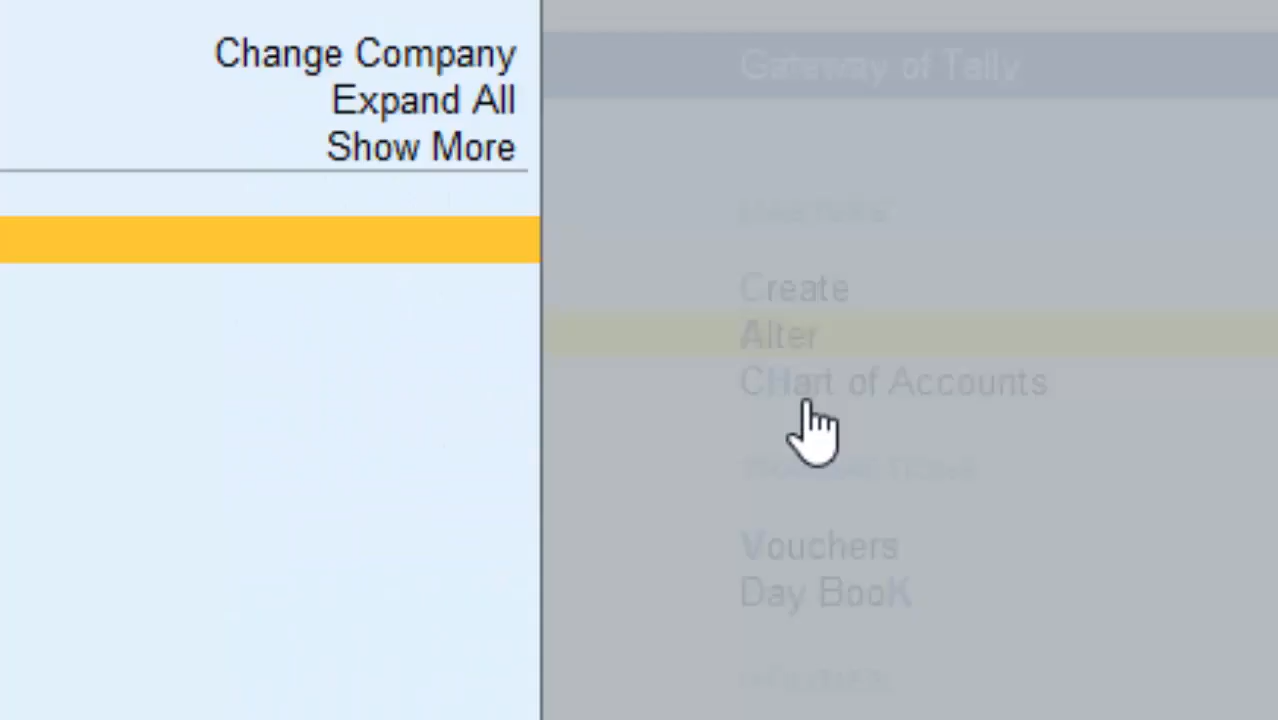 Change Company
Expand All
Show More
Gateway of Tally
Create
Alter
CHart of Accounts
Vouchers
Day BooK